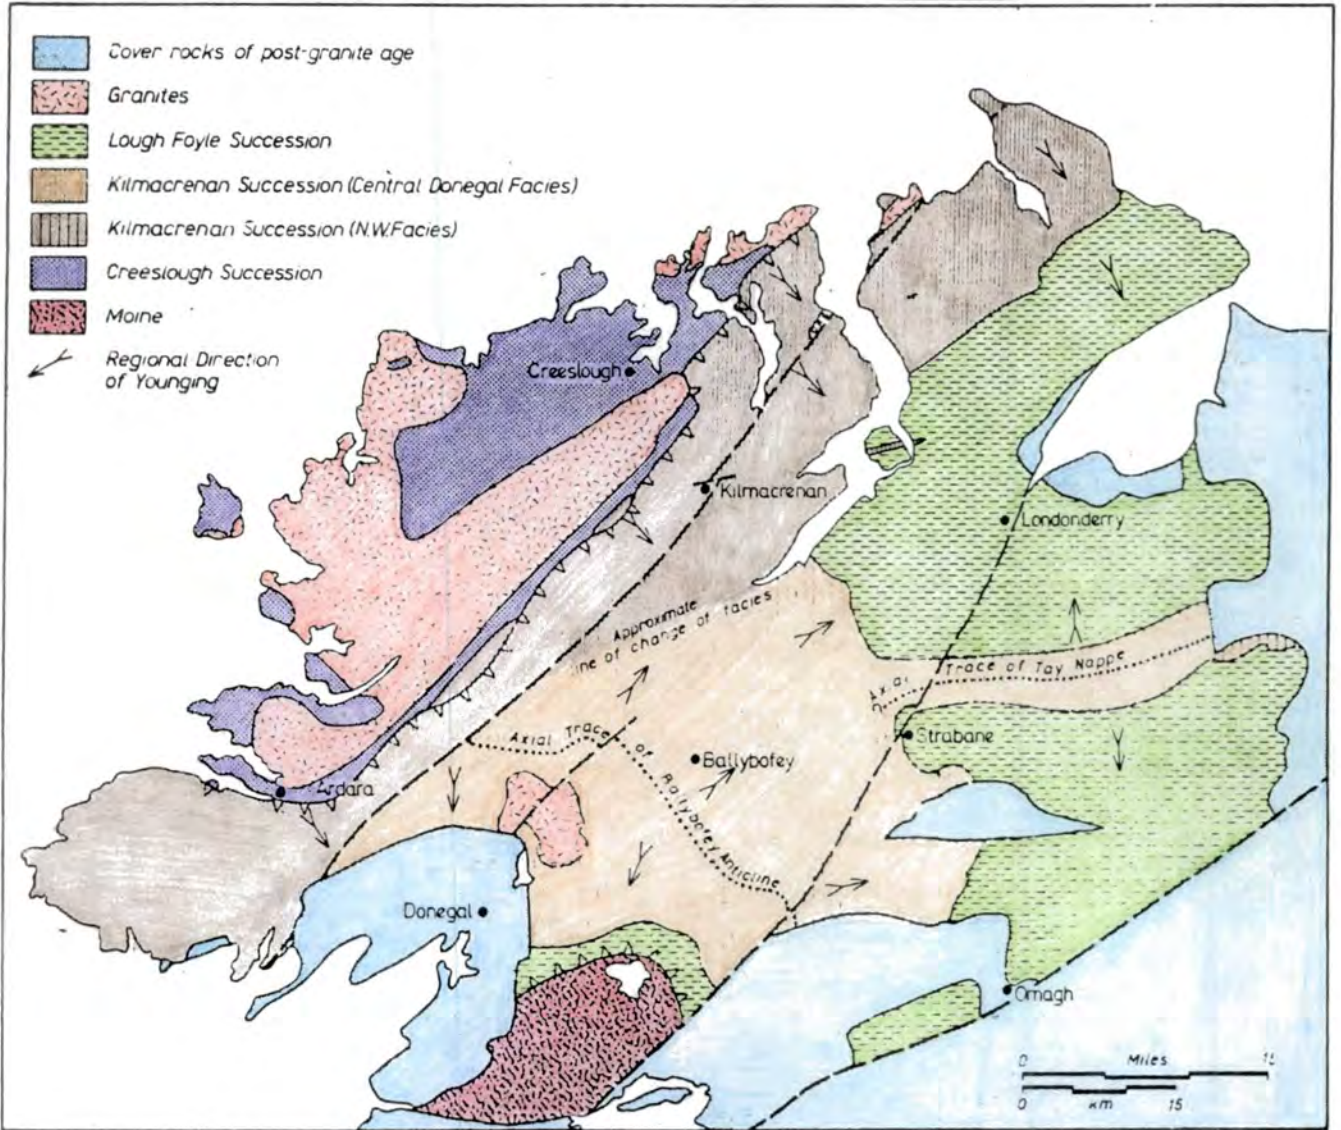 Cover rocks of post-granite age
Granites
Lough Foyle Succession
Kilmacrenan Succession (Central Donegal Facies)
Kilmacrenan Succession (N.W. Facies)
Creeslough Succession
Moine
Regional Direction
of Younging
Creeslough
Kilmacrenan
Londonderry
Approximate
line of change of facies
Axial Trace of Tay Nappe
Strabane
Axial Trace of Ballybofey Anticline
Ballybofey
Ardara
Donegal
Omagh
0 Miles 15
0 km 15